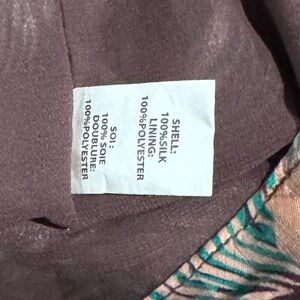 SHELL:
100%SILK
LINING:
100%POLYESTER
SOI:
100% SOIE
DOUBLURE:
100%POLYESTER